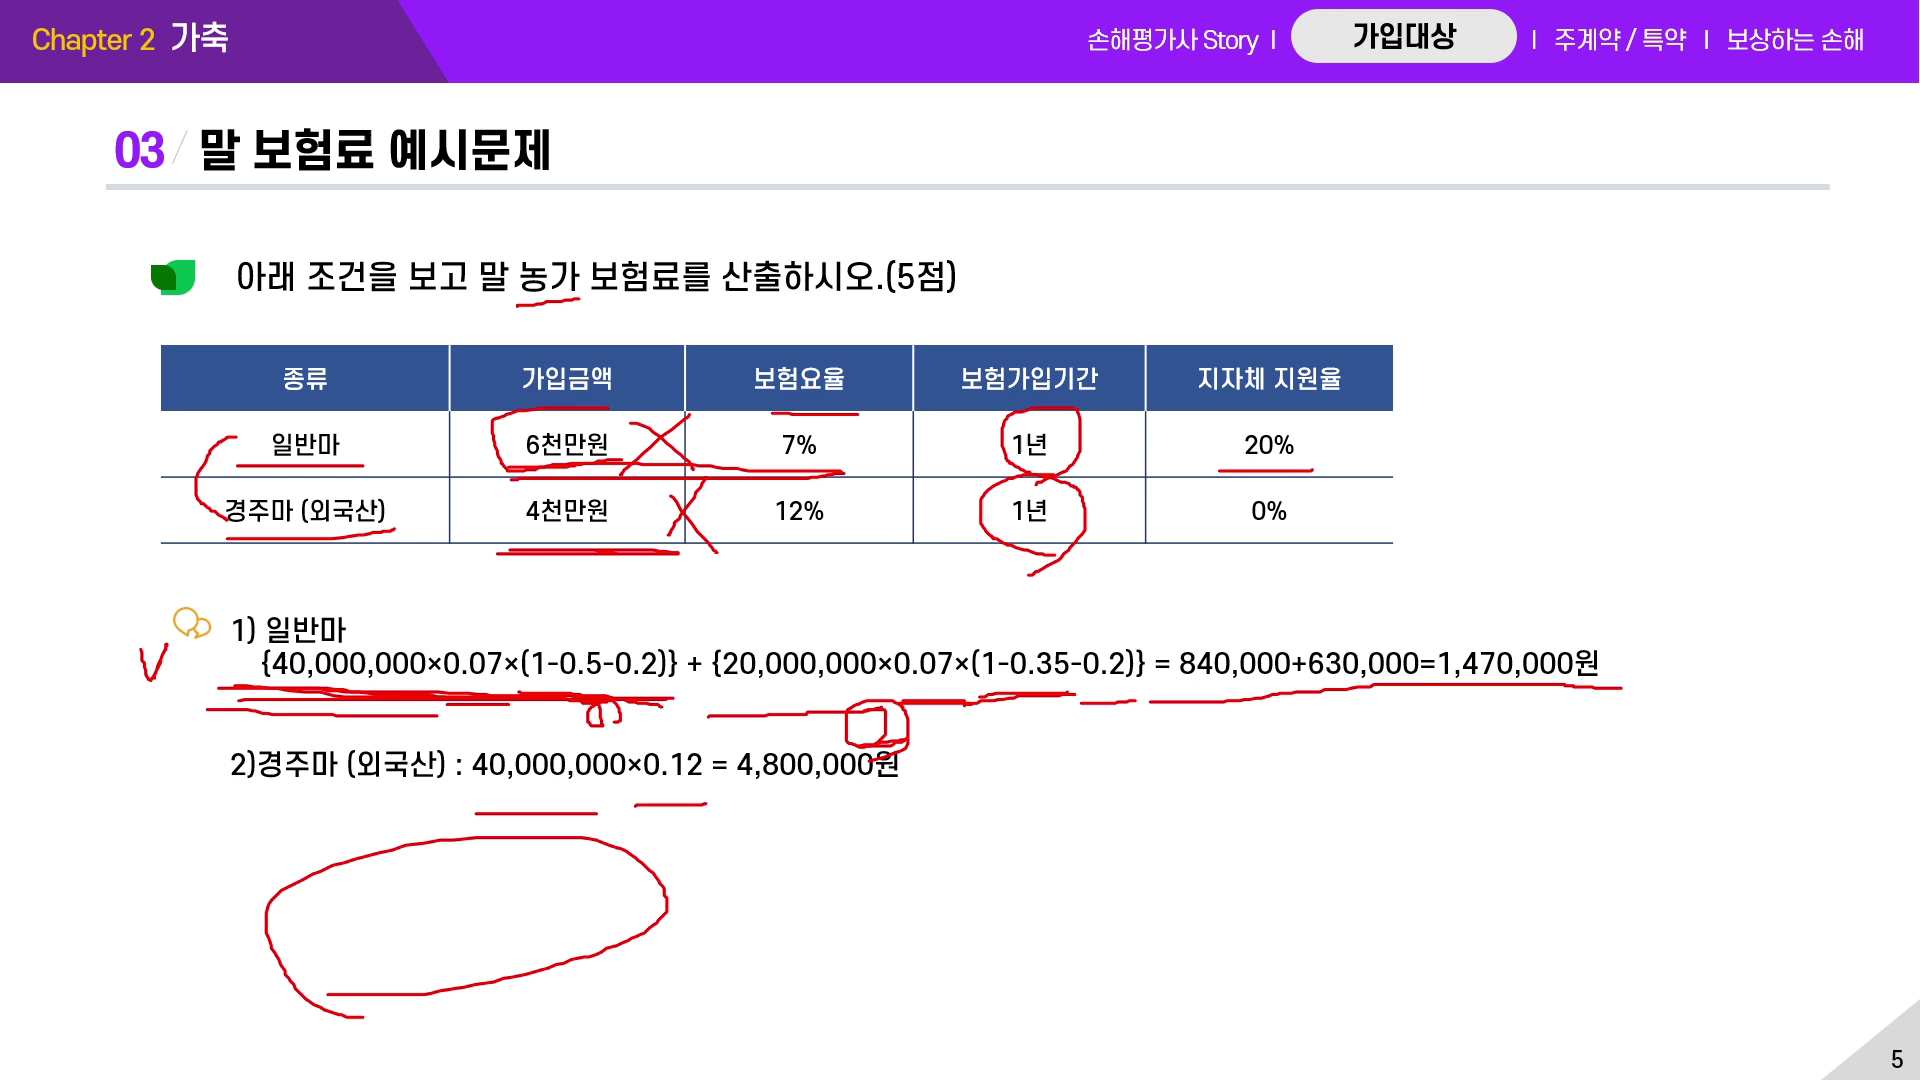 Chapter 2 가축
손해평가사 Story | 가입대상 | 주계약 / 특약 | 보상하는 손해
03 / 말 보험료 예시문제
아래 조건을 보고 말 농가 보험료를 산출하시오.(5점)
종류 가입금액 보험요율 보험가입기간 지자체 지원율
일반마 6천만원 7% 1년 20%
경주마 (외국산) 4천만원 12% 1년 0%
1) 일반마
{40,000,000×0.07×(1-0.5-0.2)} + {20,000,000×0.07×(1-0.35-0.2)} = 840,000+630,000=1,470,000원
2)경주마 (외국산) : 40,000,000×0.12 = 4,800,000원
5